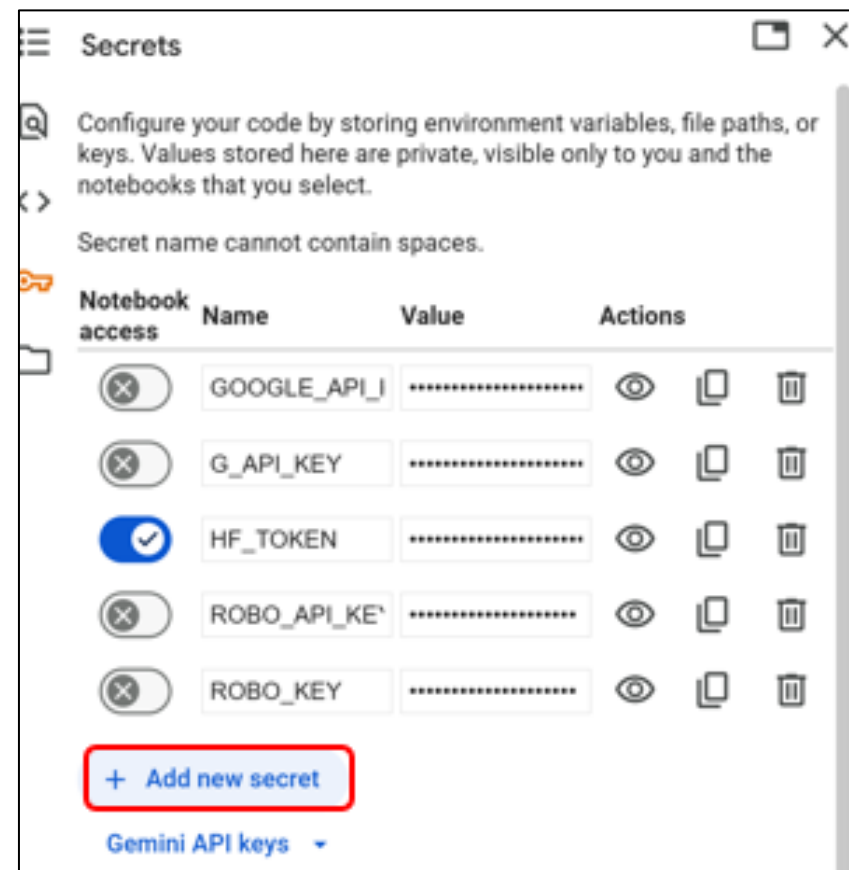 Secrets
Configure your code by storing environment variables, file paths, or
keys. Values stored here are private, visible only to you and the
notebooks that you select.
Secret name cannot contain spaces.
Notebook access Name Value Actions
GOOGLE_API_
G_API_KEY
HF_TOKEN
ROBO_API_KE
ROBO_KEY
+ Add new secret
Gemini API keys